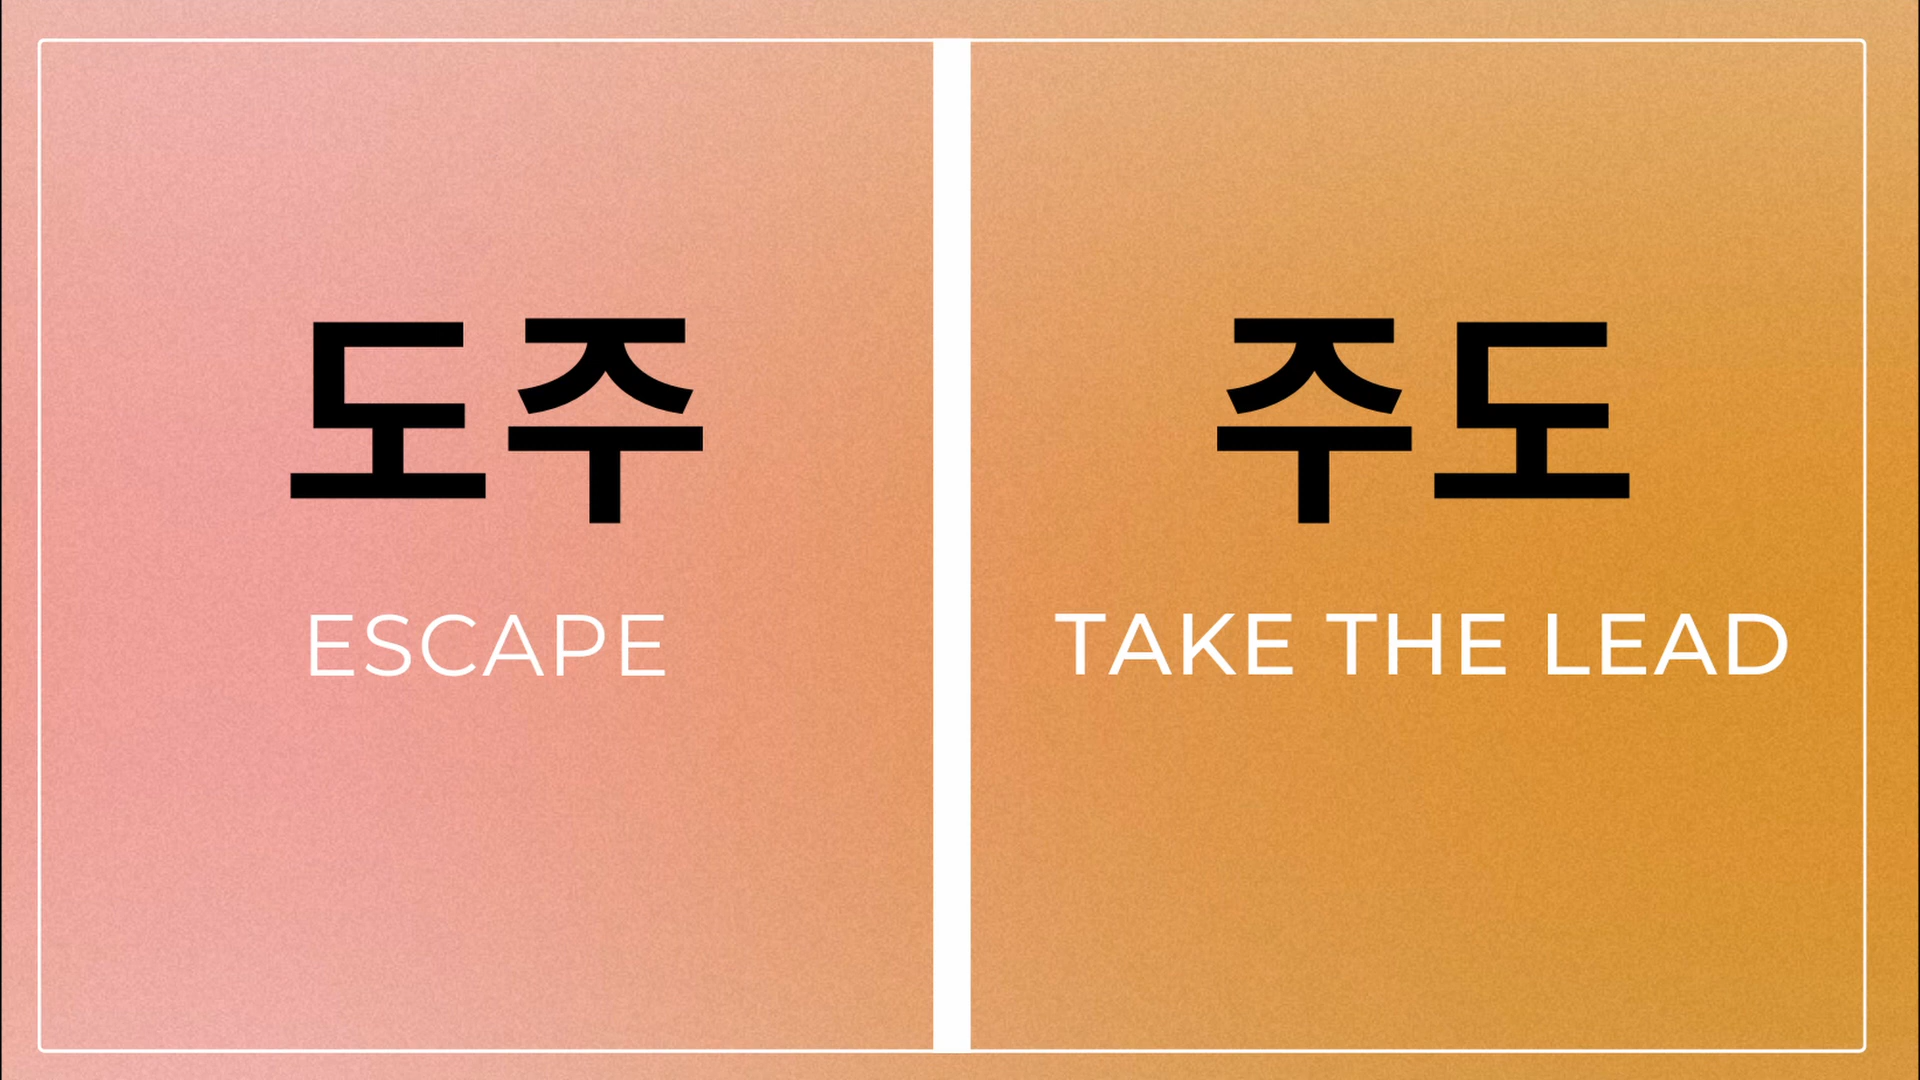 도주
ESCAPE
주도
TAKE THE LEAD